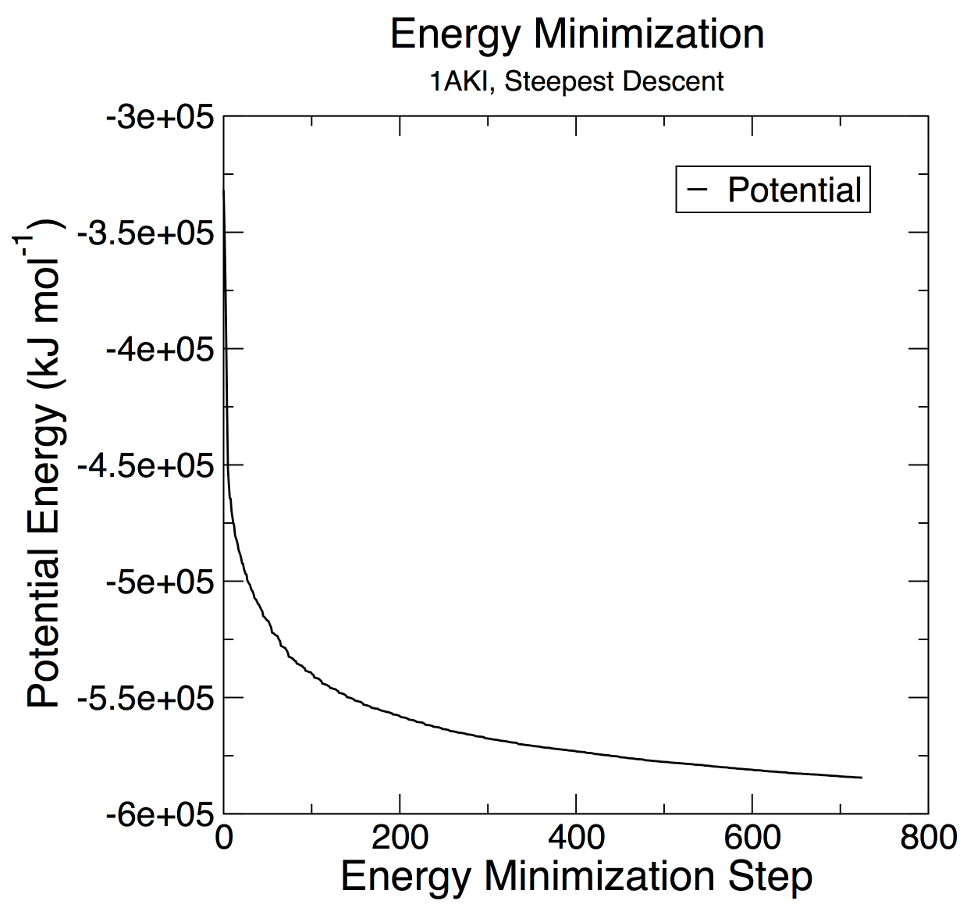 Energy Minimization
1AKI, Steepest Descent
-3e+05
-3.5e+05
-4e+05
-4.5e+05
-5e+05
-5.5e+05
-6e+05
Potential Energy (kJ mol⁻¹)
Potential
0 200 400 600 800
Energy Minimization Step